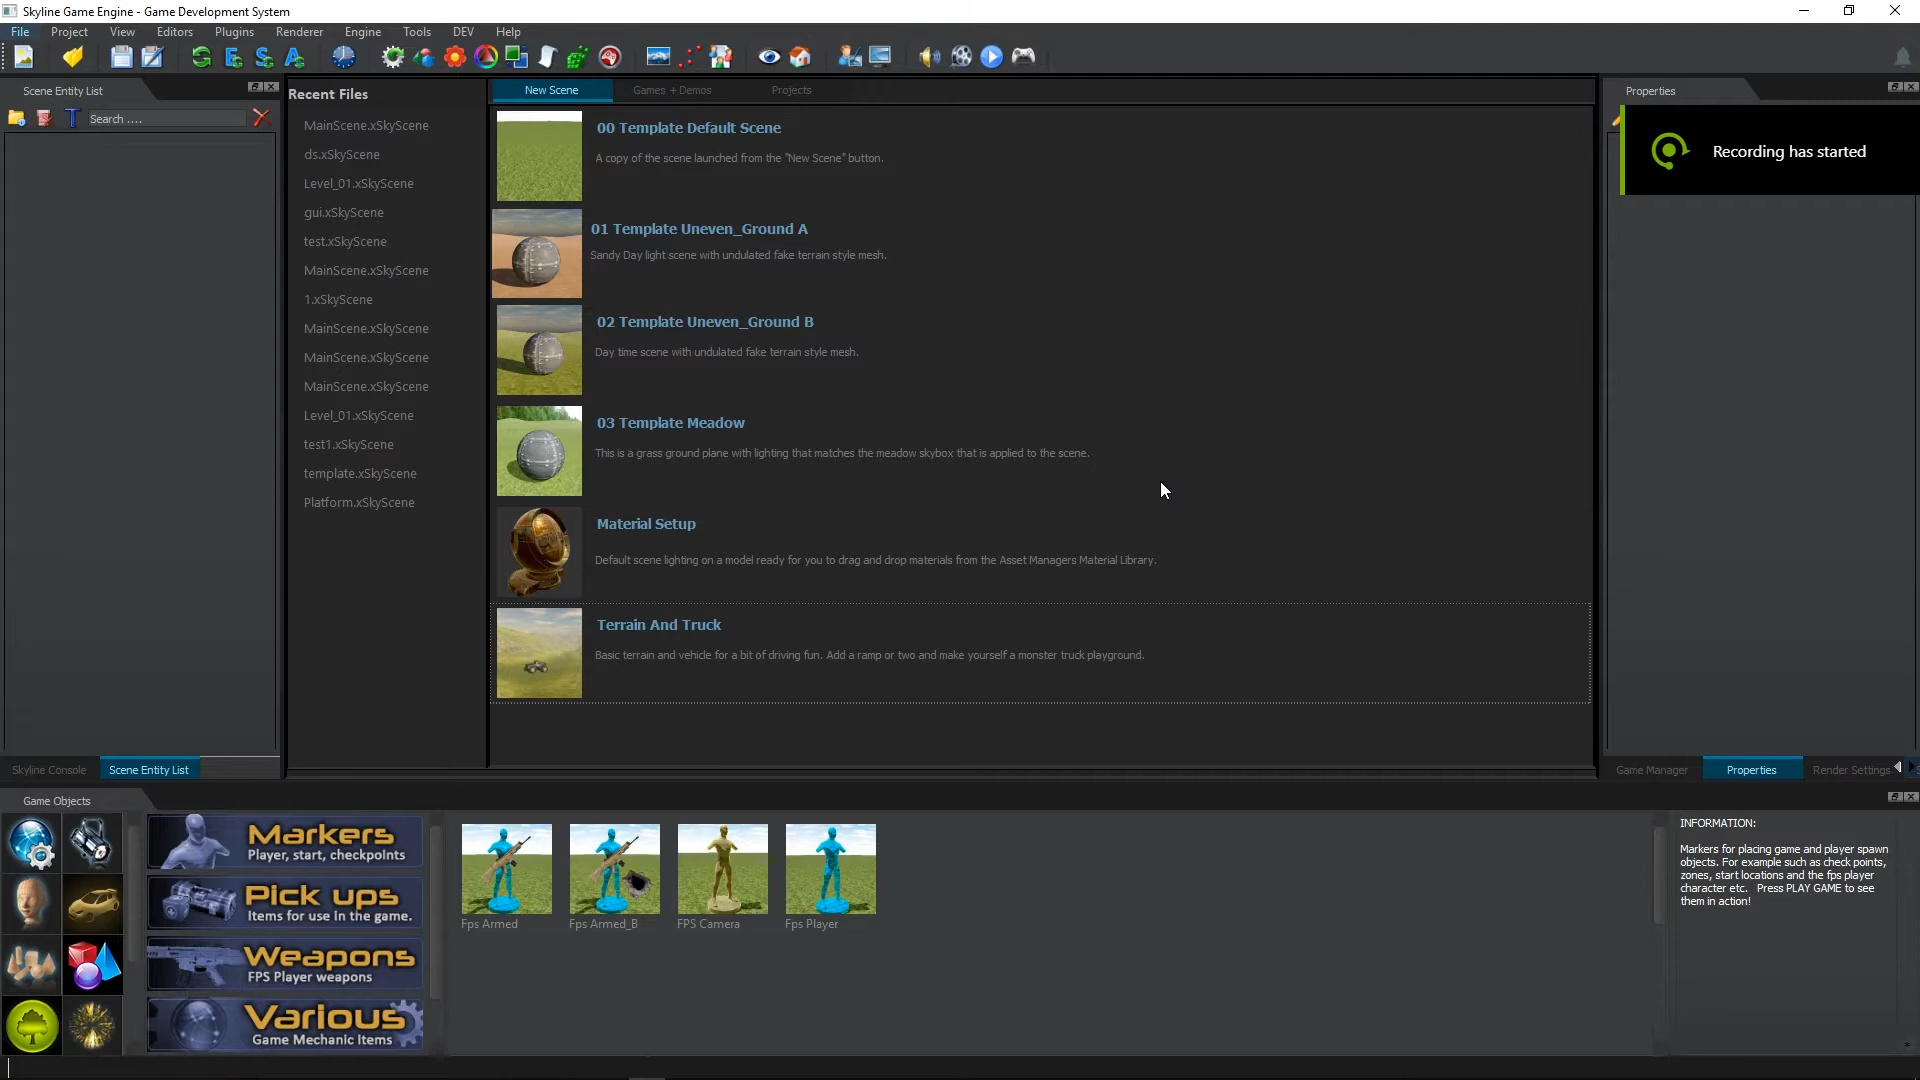 Skyline Game Engine - Game Development System
File Project View Editors Plugins Renderer Engine Tools DEV Help
Scene Entity List
Search ....
Recent Files
MainScene.xSkyScene
ds.xSkyScene
Level_01.xSkyScene
gui.xSkyScene
test.xSkyScene
MainScene.xSkyScene
1.xSkyScene
MainScene.xSkyScene
MainScene.xSkyScene
MainScene.xSkyScene
Level_01.xSkyScene
test1.xSkyScene
template.xSkyScene
Platform.xSkyScene
New Scene Games + Demos Projects
00 Template Default Scene
A copy of the scene launched from the "New Scene" button.
01 Template Uneven_Ground A
Sandy Day light scene with undulated fake terrain style mesh.
02 Template Uneven_Ground B
Day time scene with undulated fake terrain style mesh.
03 Template Meadow
This is a grass ground plane with lighting that matches the meadow skybox that is applied to the scene.
Material Setup
Default scene lighting on a model ready for you to drag and drop materials from the Asset Managers Material Library.
Terrain And Truck
Basic terrain and vehicle for a bit of driving fun. Add a ramp or two and make yourself a monster truck playground.
Properties
Recording has started
Skyline Console Scene Entity List
Game Manager Properties Render Settings
Game Objects
Markers
Player, start, checkpoints
Pick ups
Items for use in the game.
Weapons
FPS Player weapons
Various
Game Mechanic Items
Fps Armed
Fps Armed_B
FPS Camera
Fps Player
INFORMATION:
Markers for placing game and player spawn
objects. For example such as check points,
zones, start locations and the fps player
character etc. Press PLAY GAME to see
them in action!